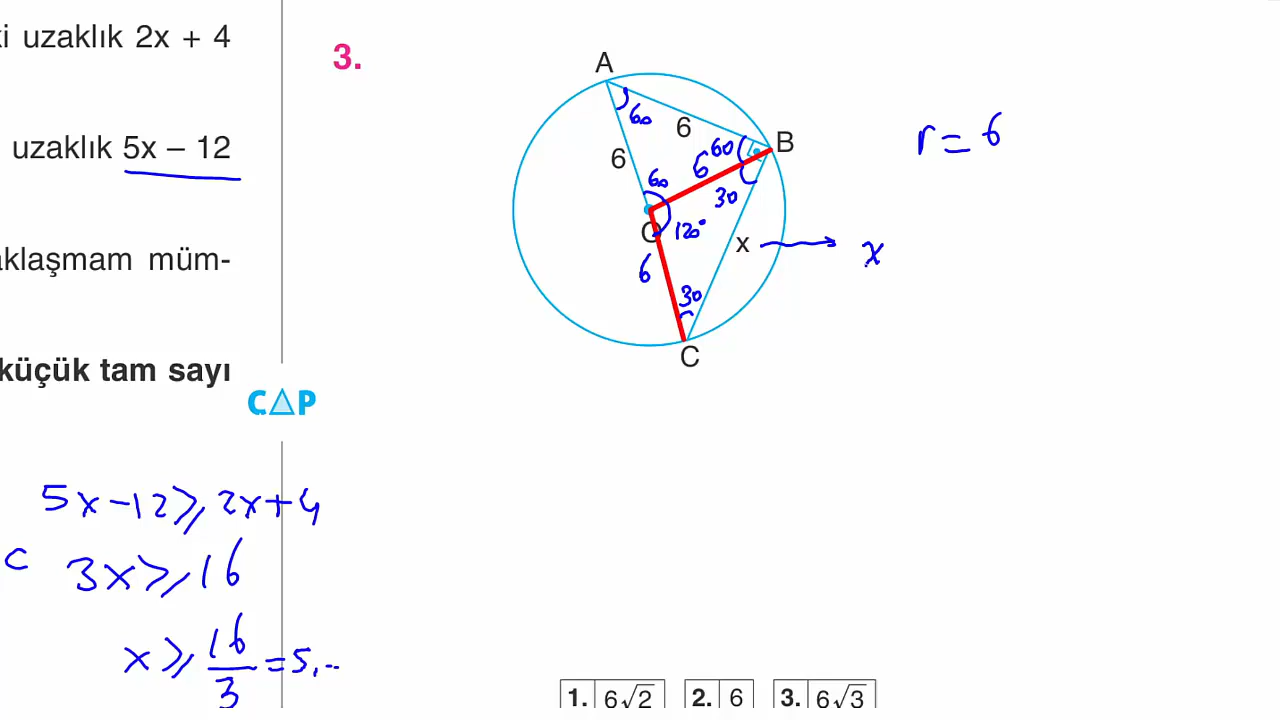 ki uzaklık 2x + 4
uzaklık 5x – 12
aklaşmam müm-
küçük tam sayı
5x-12⩾2x+4
C 3x⩾16
x⩾16/3=5,..
C△P
3.
A
60
6
60
B
6
6
60
30
O
120°
x → x
6
30
C
r = 6
1. 6√2 2. 6 3. 6√3